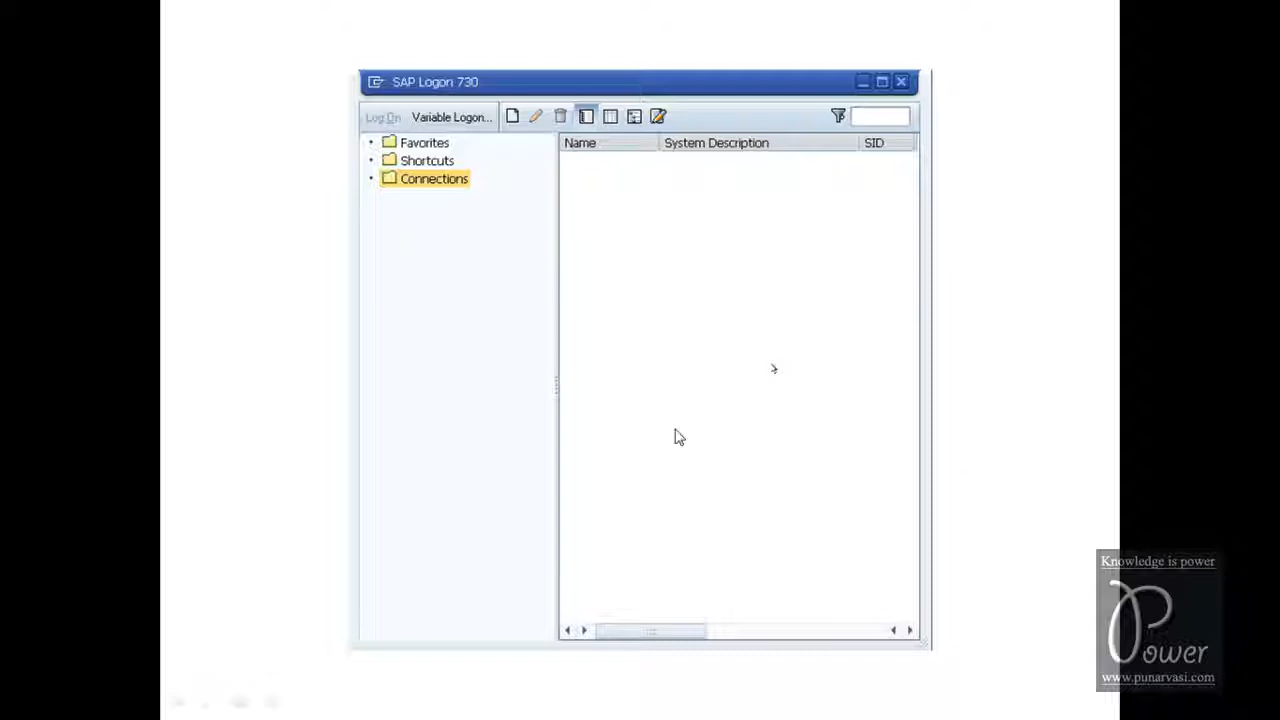 SAP Logon 730
Log On Variable Logon...
Favorites
Shortcuts
Connections
Name System Description SID
Knowledge is power
Power
www.punarvasi.com